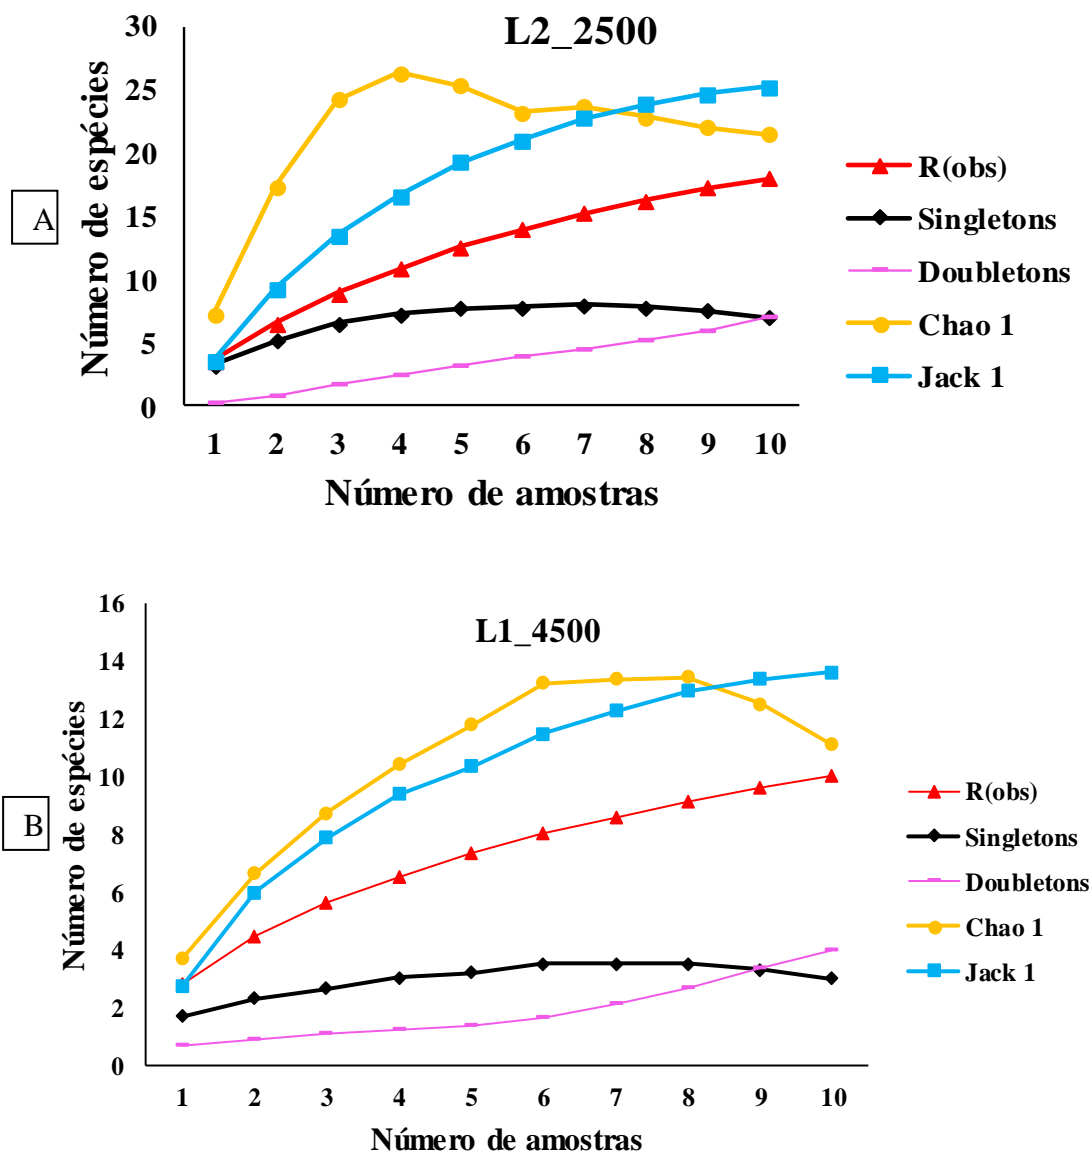 L2_2500
Número de espécies
30
25
20
15
10
5
0
A
R(obs)
Singletons
Doubletons
Chao 1
Jack 1
1 2 3 4 5 6 7 8 9 10
Número de amostras
L1_4500
Número de espécies
16
14
12
10
8
6
4
2
0
B
R(obs)
Singletons
Doubletons
Chao 1
Jack 1
1 2 3 4 5 6 7 8 9 10
Número de amostras